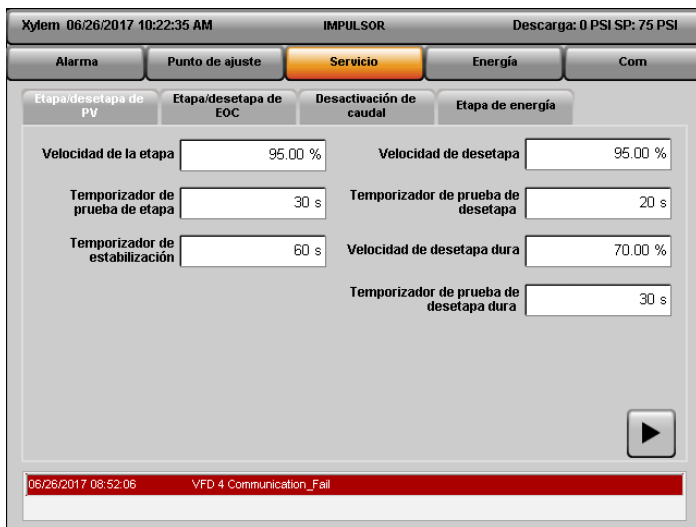 Xylem 06/26/2017 10:22:35 AM IMPULSOR Descarga: 0 PSI SP: 75 PSI
Alarma Punto de ajuste Servicio Energía Com
Etapa/desetapa de PV
Etapa/desetapa de EOC
Desactivación de caudal
Etapa de energía
Velocidad de la etapa 95.00 %
Velocidad de desetapa 95.00 %
Temporizador de
prueba de etapa 30 s
Temporizador de prueba de
desetapa 20 s
Temporizador de
estabilización 60 s
Velocidad de desetapa dura 70.00 %
Temporizador de prueba de
desetapa dura 30 s
06/26/2017 08:52:06 VFD 4 Communication_Fail